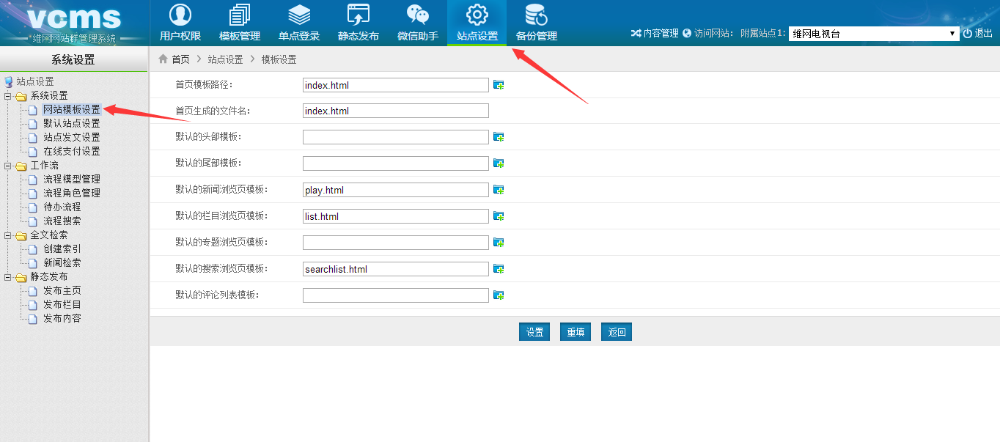 vcms
维网网站群管理系统
用户权限 模板管理 单点登录 静态发布 微信助手 站点设置 备份管理
内容管理 访问网站: 附属站点1: 维网电视台 退出
系统设置
首页 > 站点设置 > 模板设置
站点设置
系统设置
网站模板设置
默认站点设置
站点发文设置
在线支付设置
工作流
流程模型管理
流程角色管理
待办流程
流程搜索
全文检索
创建索引
新闻检索
静态发布
发布主页
发布栏目
发布内容
首页模板路径: index.html
首页生成的文件名: index.html
默认的头部模板:
默认的尾部模板:
默认的新闻浏览页模板: play.html
默认的栏目浏览页模板: list.html
默认的专题浏览页模板:
默认的搜索浏览页模板: searchlist.html
默认的评论列表模板:
设置 重填 返回